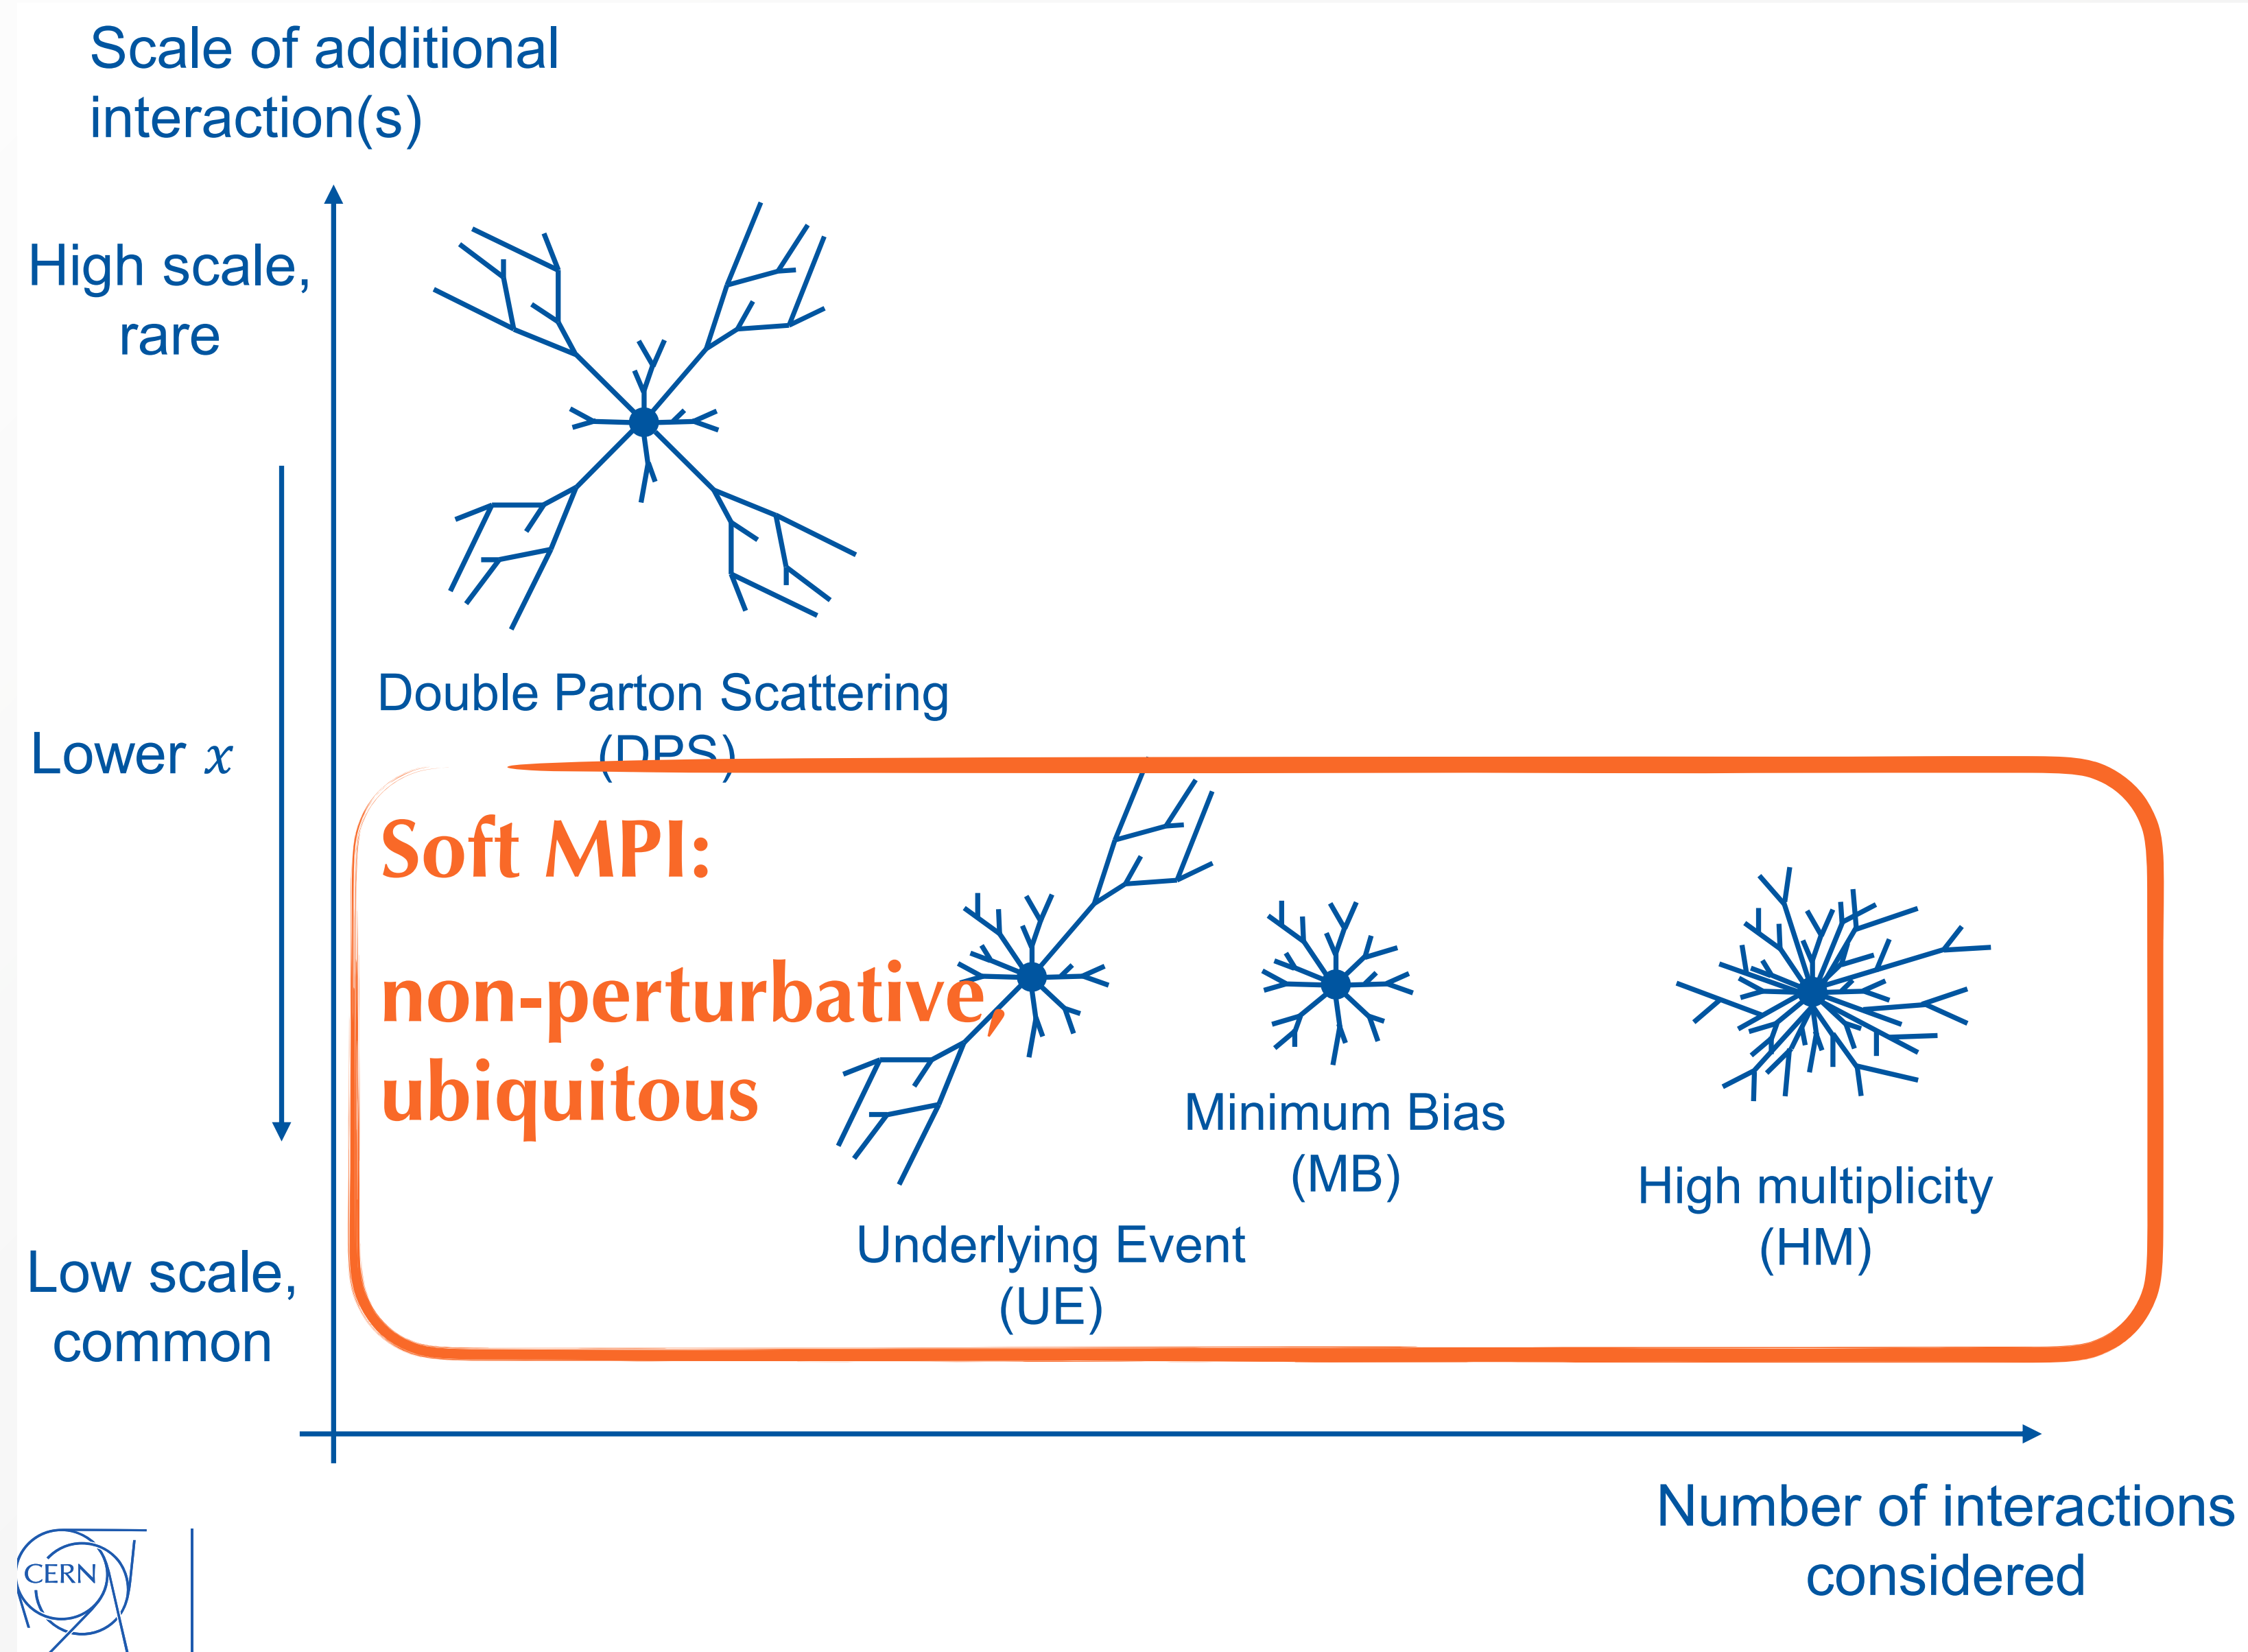 Scale of additional
interaction(s)
High scale,
rare
Double Parton Scattering
(DPS)
Lower x
Soft MPI:
non-perturbative,
ubiquitous
Minimum Bias
(MB)
High multiplicity
(HM)
Underlying Event
(UE)
Low scale,
common
Number of interactions
considered
CERN